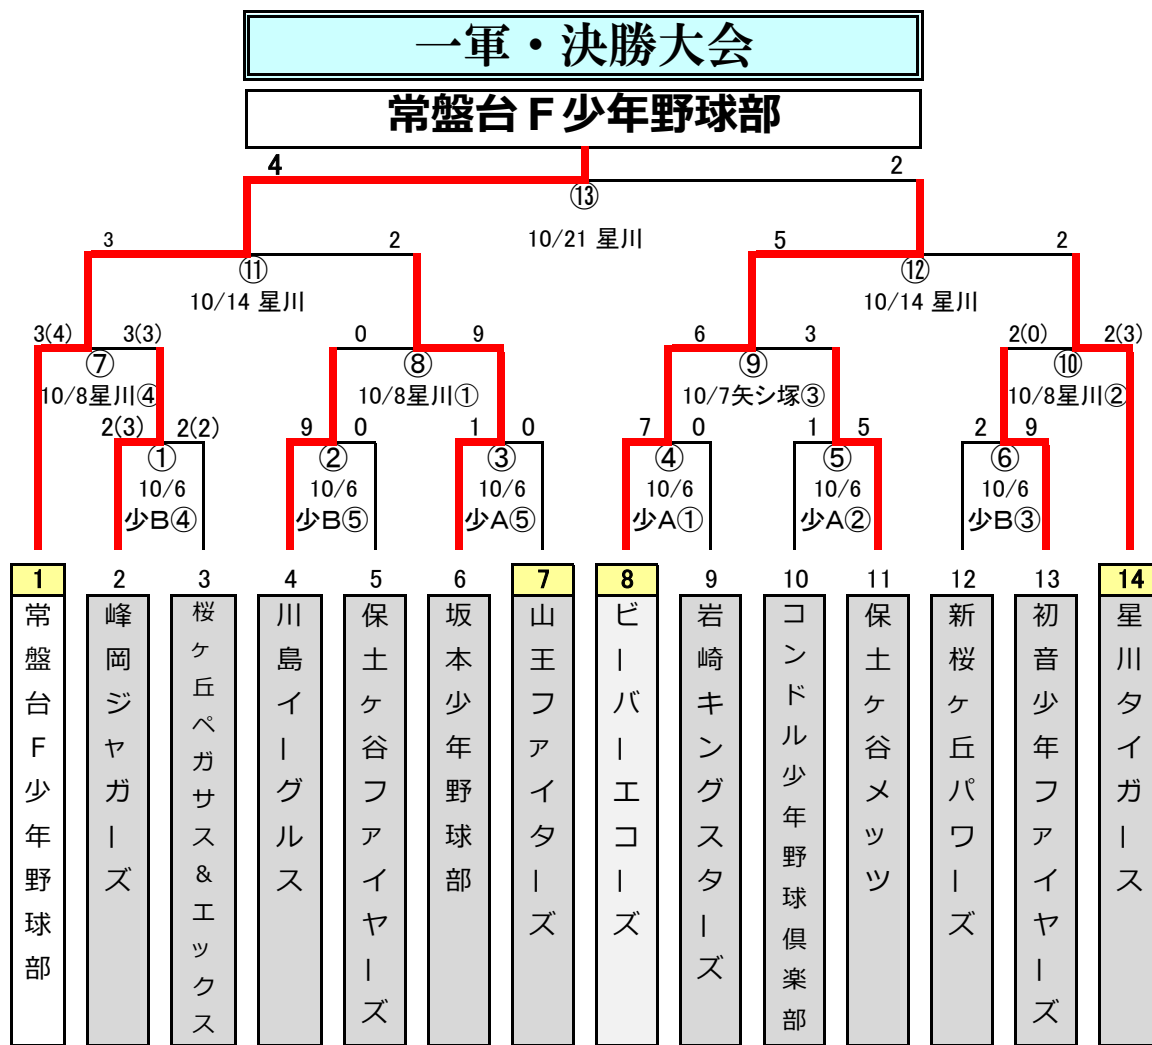 一軍・決勝大会
常盤台F少年野球部
4 2
⑬
10/21 星川
3 2 5 2
⑪ ⑫
10/14 星川 10/14 星川
3(4) 3(3) 0 9 6 3 2(0) 2(3)
⑦ ⑧ ⑨ ⑩
10/8星川④ 10/8星川① 10/7矢シ塚③ 10/8星川②
2(3) 2(2) 9 0 1 0 7 0 1 5 2 9
① ② ③ ④ ⑤ ⑥
10/6 10/6 10/6 10/6 10/6 10/6
少B④ 少B⑤ 少A⑤ 少A① 少A② 少B③
1 2 3 4 5 6 7 8 9 10 11 12 13 14
常盤台F少年野球部
峰岡ジャガーズ
桜ヶ丘ペガサス&エックス
川島イーグルス
保土ヶ谷ファイヤーズ
坂本少年野球部
山王ファイターズ
ビーバーエコーズ
岩崎キングスターズ
コンドル少年野球倶楽部
保土ヶ谷メッツ
新桜ヶ丘パワーズ
初音少年ファイヤーズ
星川タイガース